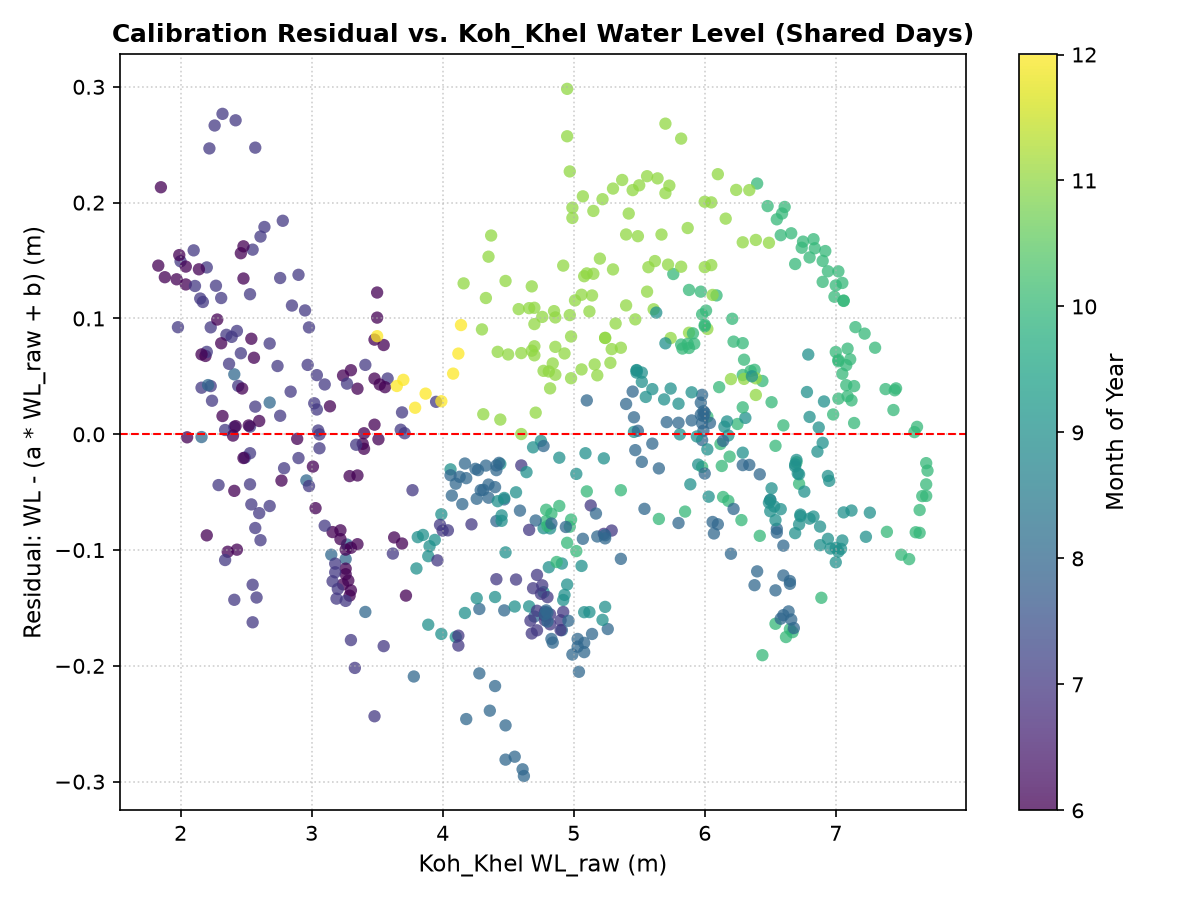 Calibration Residual vs. Koh_Khel Water Level (Shared Days)
0.3
0.2
0.1
0.0
−0.1
−0.2
−0.3
Residual: WL - (a * WL_raw + b) (m)
2 3 4 5 6 7
Koh_Khel WL_raw (m)
12
11
10
9
8
7
6
Month of Year